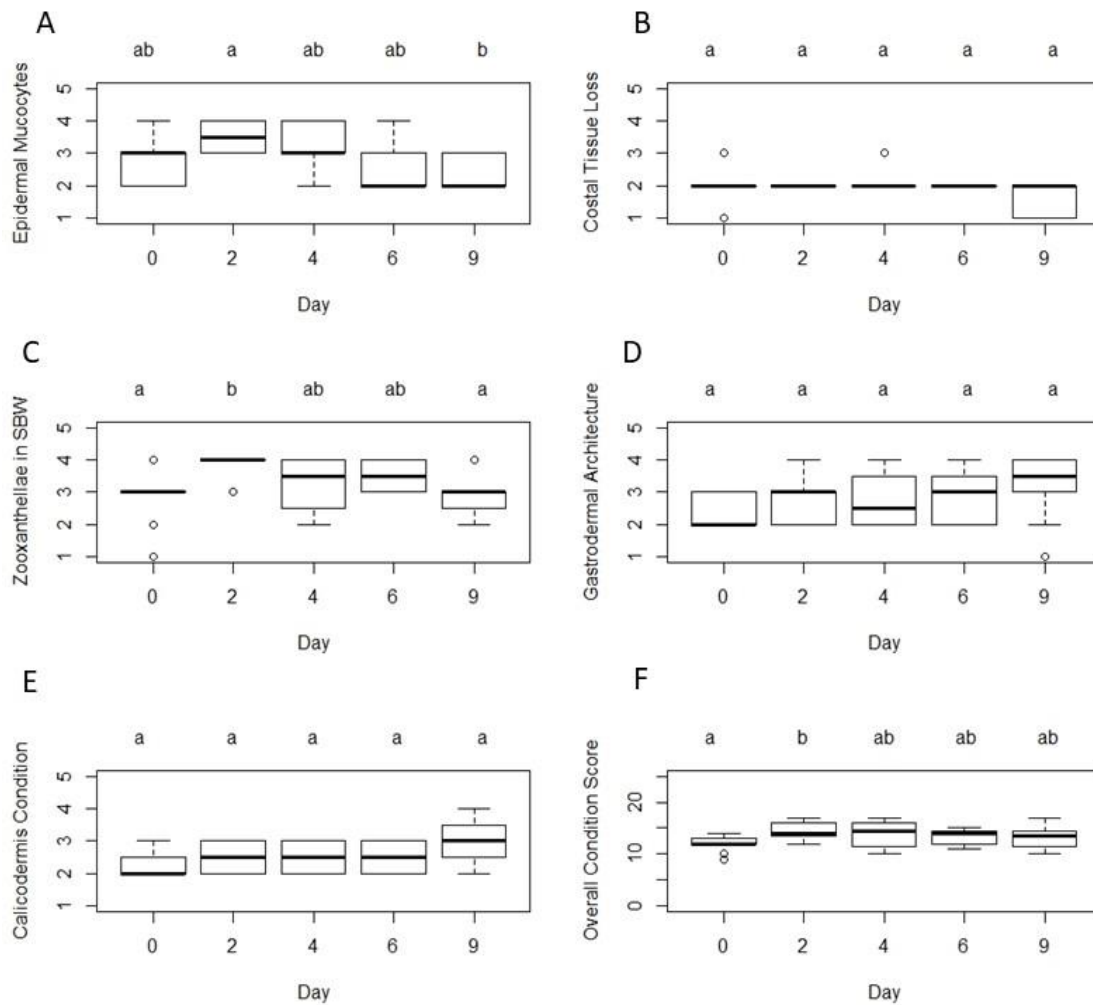 A
ab a ab ab b
Epidermal Mucocytes
5
4
3
2
1
0 2 4 6 9
Day
B
a a a a a
Costal Tissue Loss
5
4
3
2
1
0 2 4 6 9
Day
C
a b ab ab a
Zooxanthellae in SBW
5
4
3
2
1
0 2 4 6 9
Day
D
a a a a a
Gastrodermal Architecture
5
4
3
2
1
0 2 4 6 9
Day
E
a a a a a
Calicodermis Condition
5
4
3
2
1
0 2 4 6 9
Day
F
a b ab ab ab
Overall Condition Score
20
10
0
0 2 4 6 9
Day